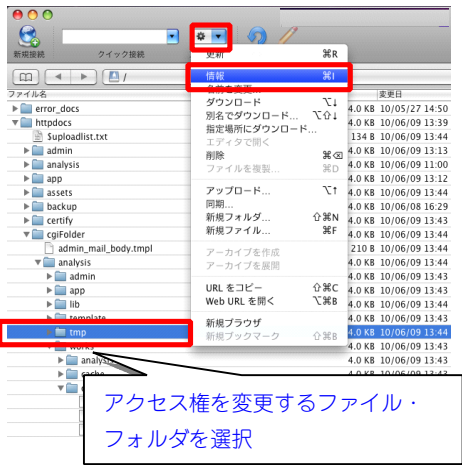 新規接続
クイック接続
更新 ⌘R
/
情報 ⌘I
名前を変更...
ダウンロード ⌥↓
別名でダウンロード... ⌥⇧↓
指定場所にダウンロード...
エディタで開く
削除 ⌘⌫
ファイルを複製... ⌘D
アップロード... ⌥↑
同期...
新規フォルダ... ⇧⌘N
新規ファイル... ⌘F
アーカイブを作成
アーカイブを展開
URL をコピー ⇧⌘C
Web URL を開く ⌥⌘B
新規ブラウザ
新規ブックマーク ⇧⌘B
ファイル名 変更日
error_docs 4.0 KB 10/05/27 14:50
httpdocs 4.0 KB 10/06/09 13:39
$uploadlist.txt 134 B 10/06/09 13:44
admin 4.0 KB 10/06/09 13:13
analysis 4.0 KB 10/06/09 11:00
app 4.0 KB 10/06/09 13:12
assets 4.0 KB 10/06/09 13:44
backup 4.0 KB 10/06/08 16:29
certify 4.0 KB 10/06/09 13:43
cgiFolder 4.0 KB 10/06/09 13:44
admin_mail_body.tmpl 210 B 10/06/09 13:44
analysis 4.0 KB 10/06/09 13:44
admin 4.0 KB 10/06/09 13:43
app 4.0 KB 10/06/09 13:43
lib 4.0 KB 10/06/09 13:44
template 4.0 KB 10/06/09 13:43
tmp 4.0 KB 10/06/09 13:44
works 4.0 KB 10/06/09 13:43
analys 4.0 KB 10/06/09 13:43
cache 4.0 KB 10/06/09 13:43
アクセス権を変更するファイル・
フォルダを選択